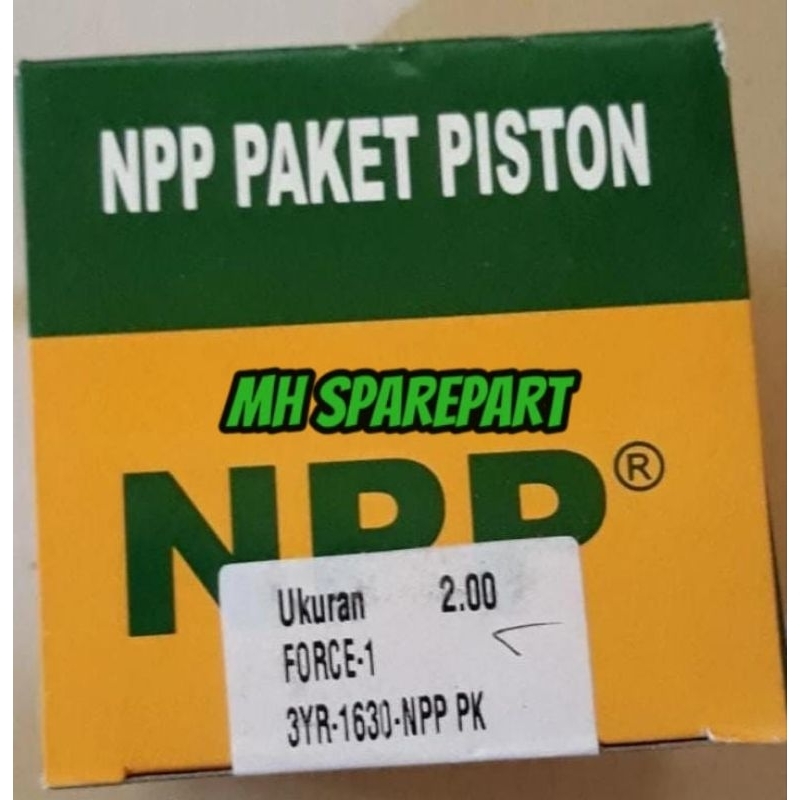 NPP PAKET PISTON
MH SPAREPART
NPP®
Ukuran 2.00
FORCE-1
3YR-1630-NPP PK